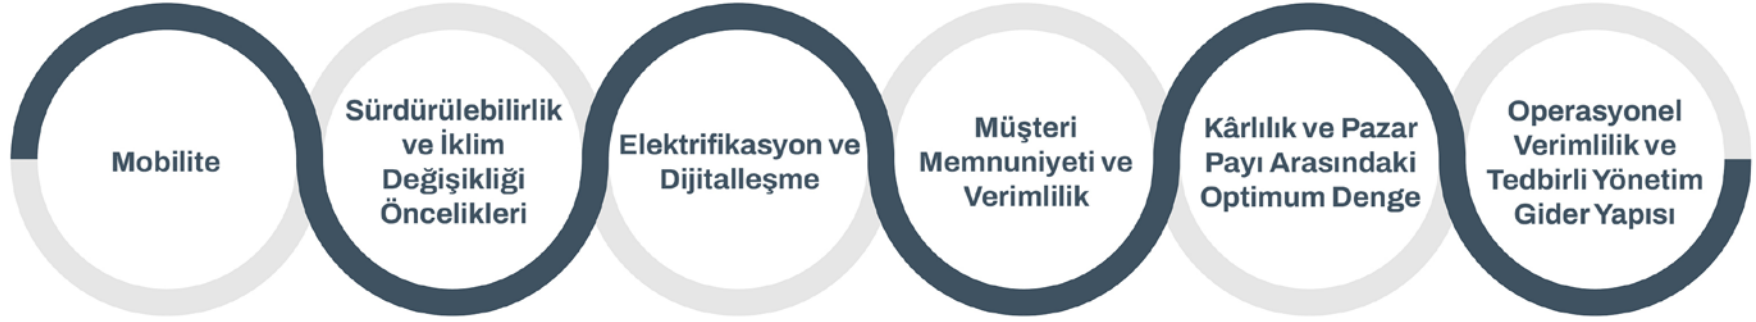 Mobilite
Sürdürülebilirlik
ve İklim
Değişikliği
Öncelikleri
Elektrifikasyon ve
Dijitalleşme
Müşteri
Memnuniyeti ve
Verimlilik
Kârlılık ve Pazar
Payı Arasındaki
Optimum Denge
Operasyonel
Verimlilik ve
Tedbirli Yönetim
Gider Yapısı